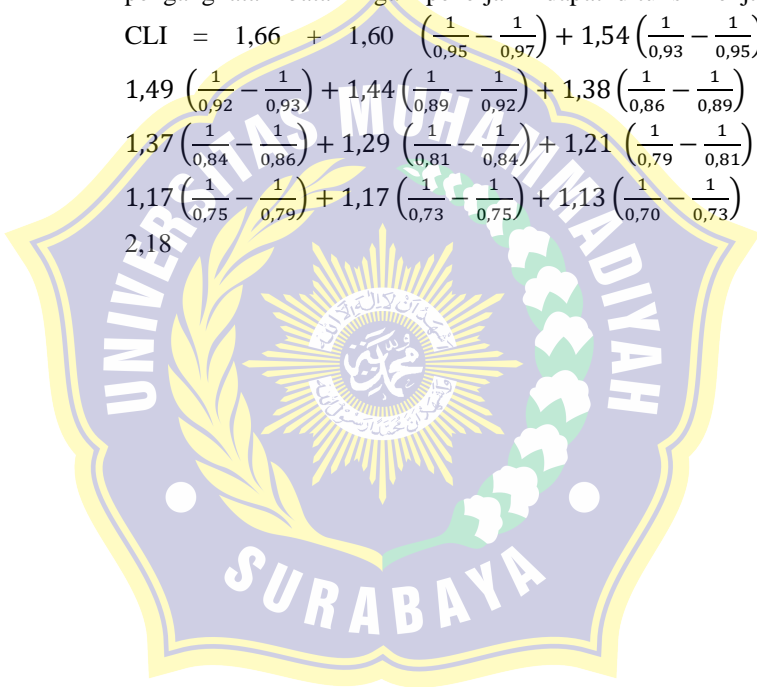 CLI = 1,66 + 1,60 (1/0,95 − 1/0,97) + 1,54 (1/0,93 − 1/0,95)
1,49 (1/0,92 − 1/0,93) + 1,44 (1/0,89 − 1/0,92) + 1,38 (1/0,86 − 1/0,89)
1,37 (1/0,84 − 1/0,86) + 1,29 (1/0,81 − 1/0,84) + 1,21 (1/0,79 − 1/0,81)
1,17 (1/0,75 − 1/0,79) + 1,17 (1/0,73 − 1/0,75) + 1,13 (1/0,70 − 1/0,73)
2,18
UNIVERSITAS MUHAMMADIYAH
SURABAYA